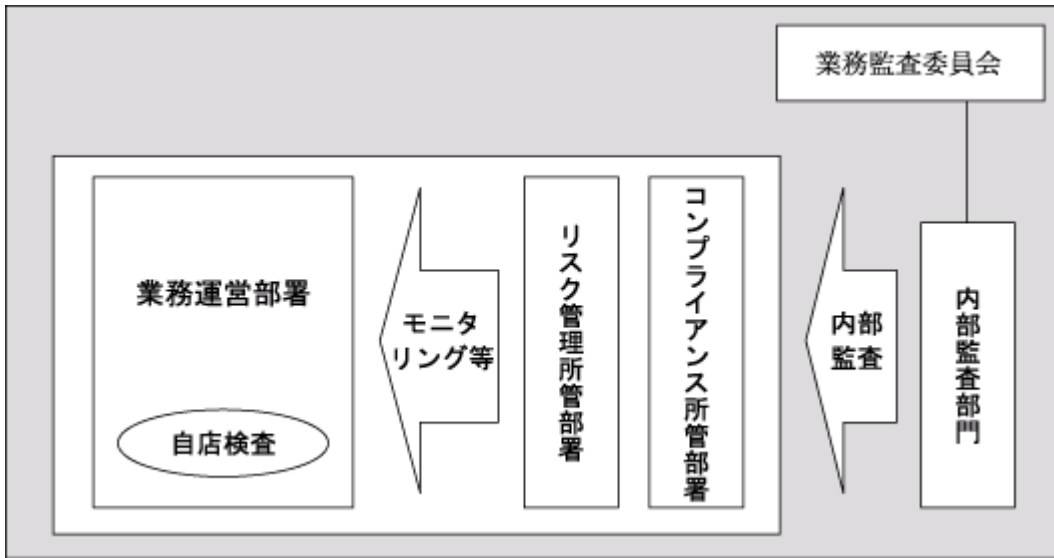 業務監査委員会
業務運営部署
自店検査
モニタ
リング等
リスク管理所管部署
コンプライアンス所管部署
内部
監査
内部監査部門